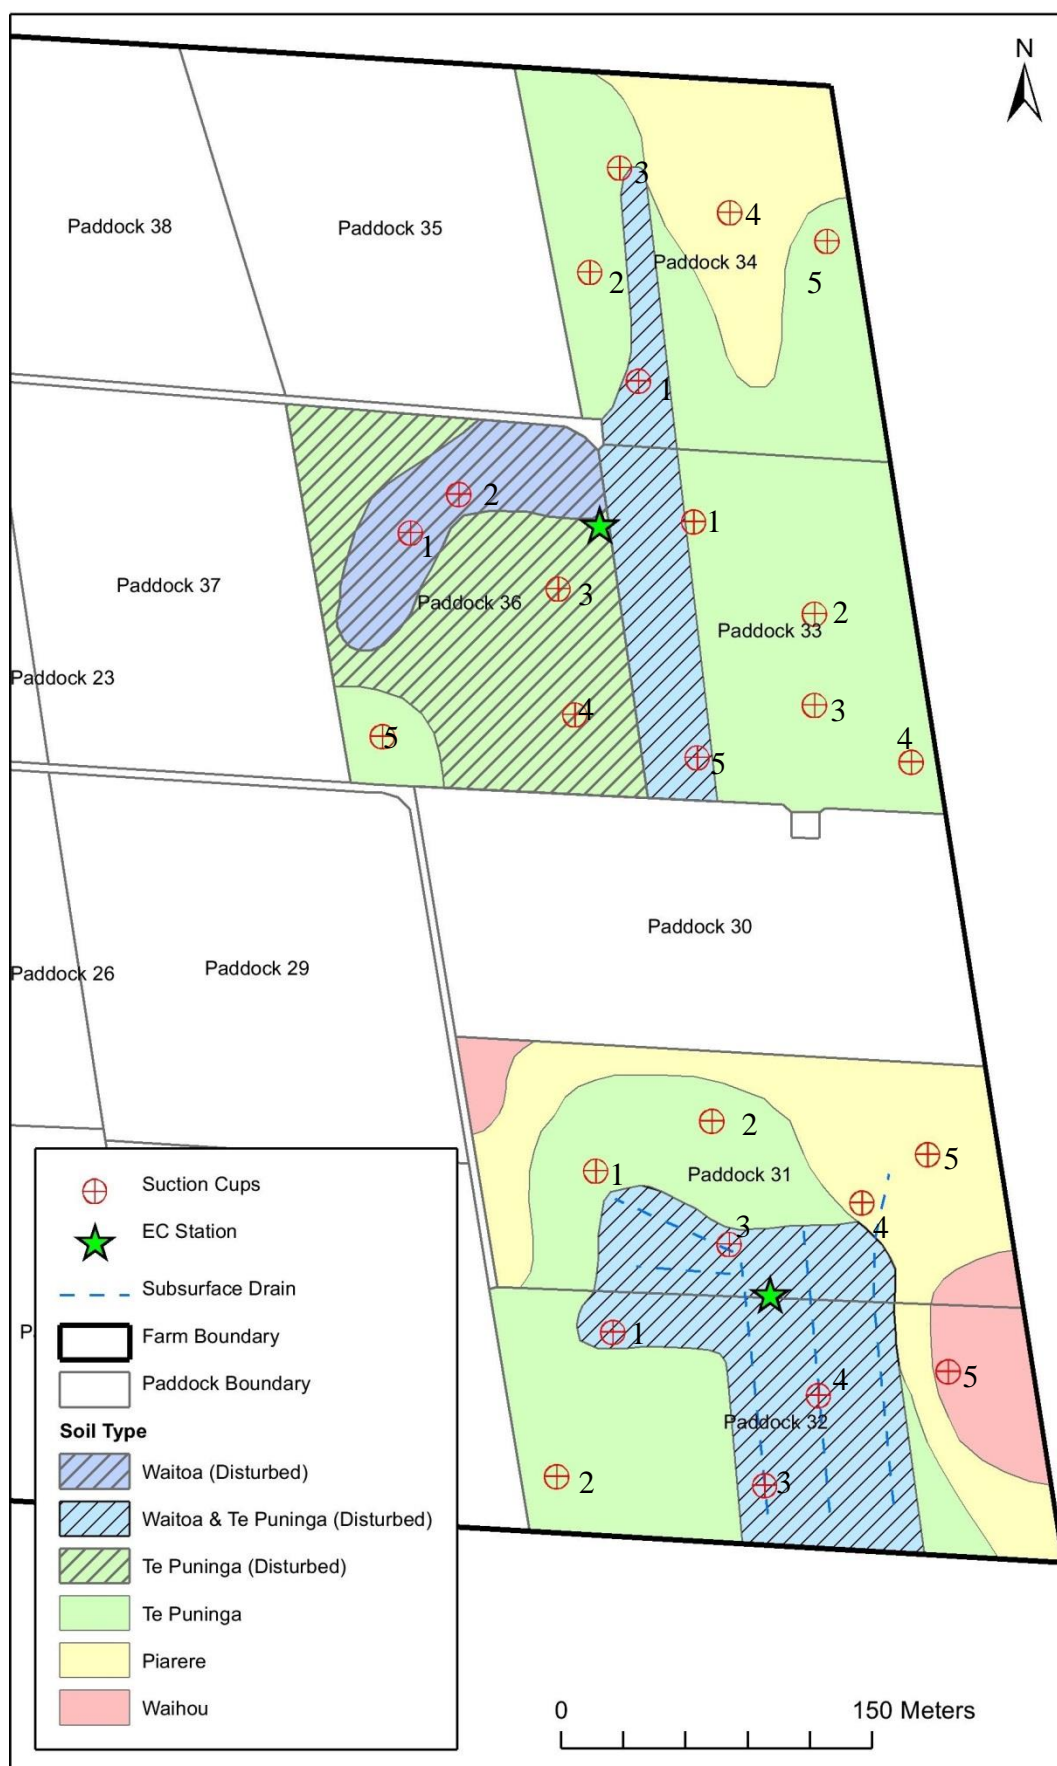 N
3
4
Paddock 38
Paddock 35
Paddock 34
2
5
1
2
1
1
Paddock 37
3
Paddock 36
2
Paddock 33
Paddock 23
4
3
5
4
5
Paddock 30
Paddock 26
Paddock 29
2
5
1
Paddock 31
3
4
1
5
4
Paddock 32
2
3
P
Suction Cups
EC Station
Subsurface Drain
Farm Boundary
Paddock Boundary
Soil Type
Waitoa (Disturbed)
Waitoa & Te Puninga (Disturbed)
Te Puninga (Disturbed)
Te Puninga
Piarere
Waihou
0 150 Meters